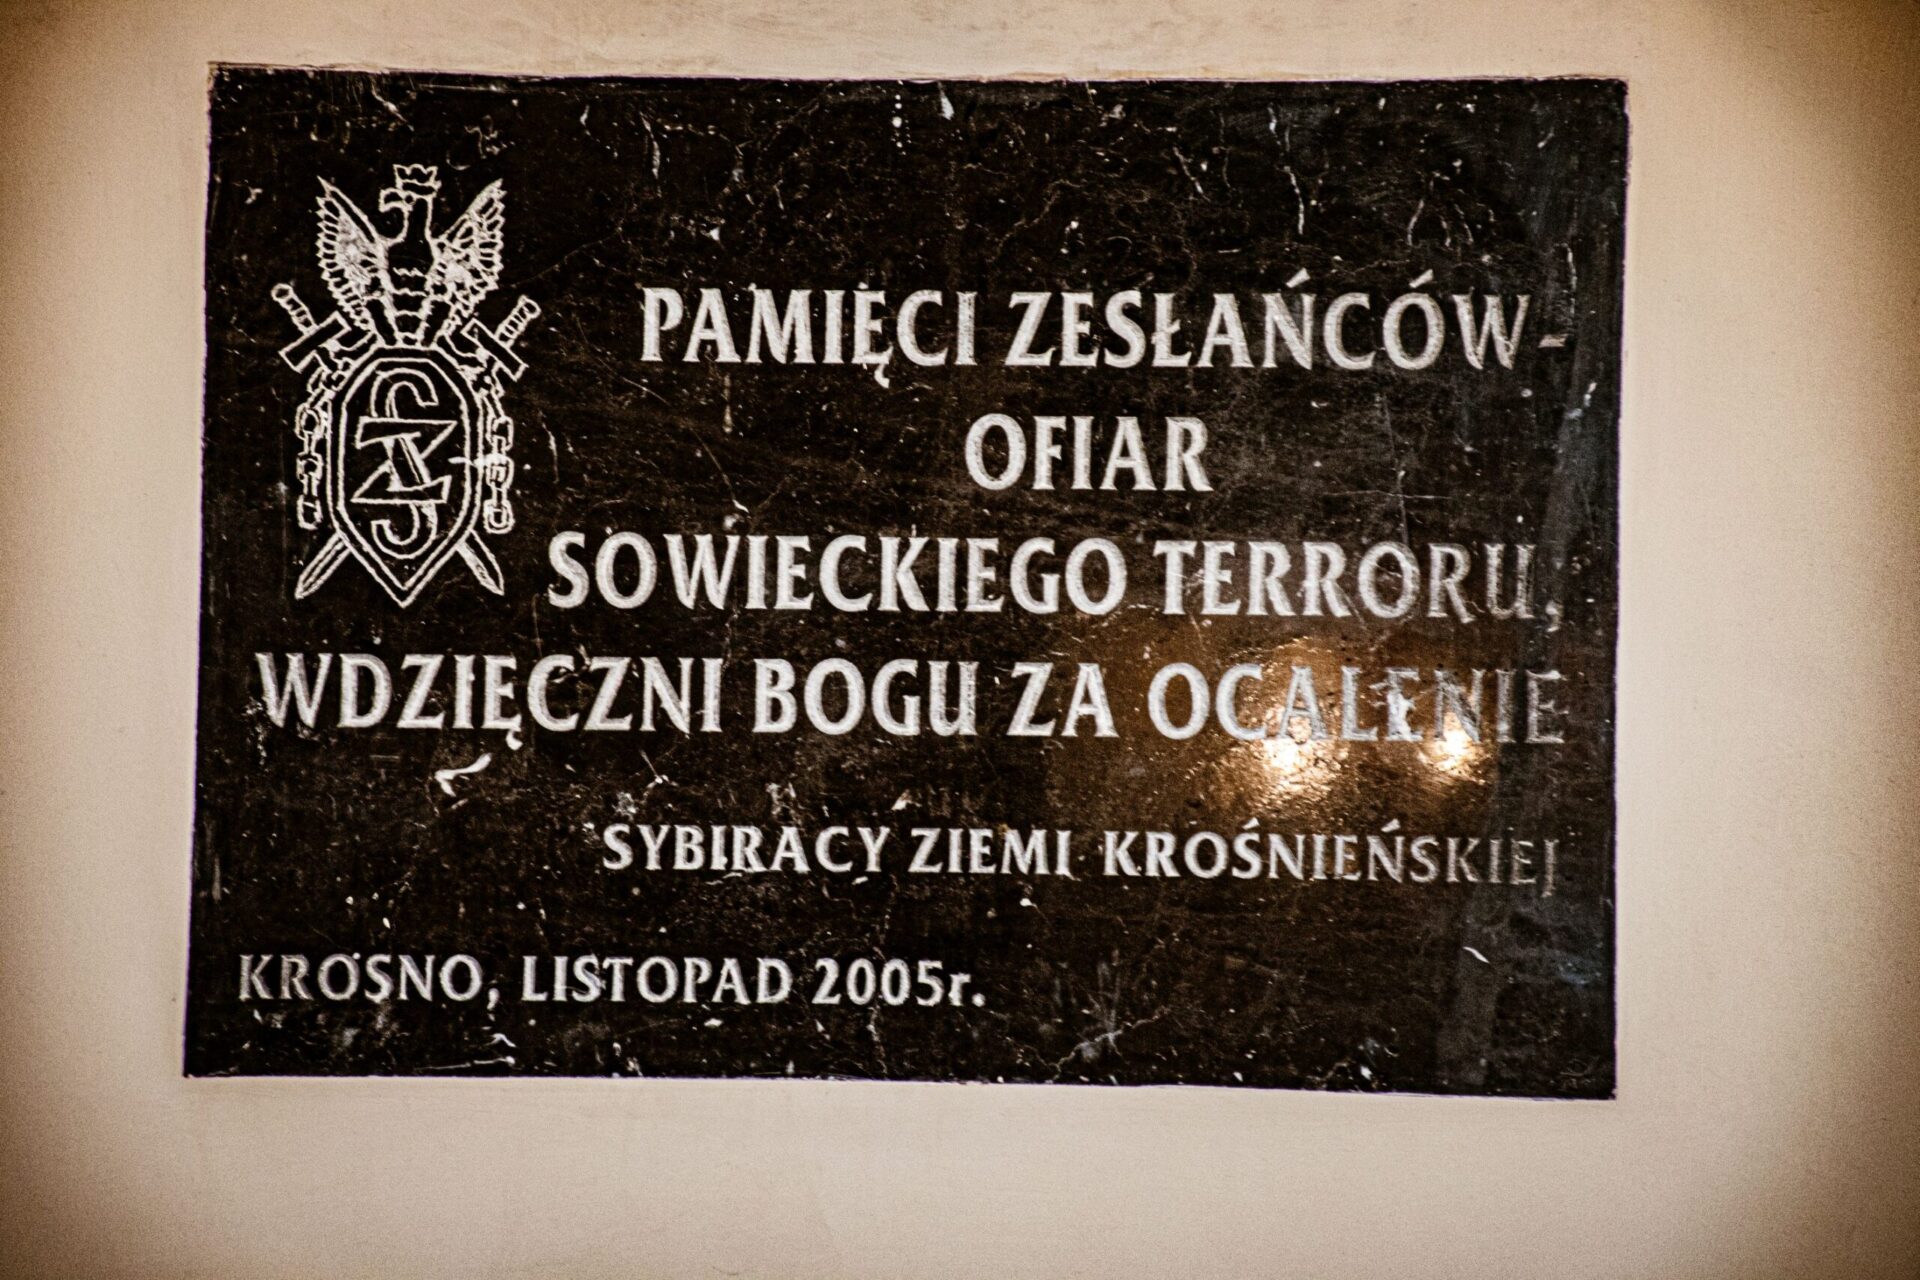 PAMIĘCI ZESŁAŃCÓW-
OFIAR
SOWIECKIEGO TERRORU,
WDZIĘCZNI BOGU ZA OCALENIE
SYBIRACY ZIEMI KROŚNIEŃSKIEJ
KROSNO, LISTOPAD 2005r.